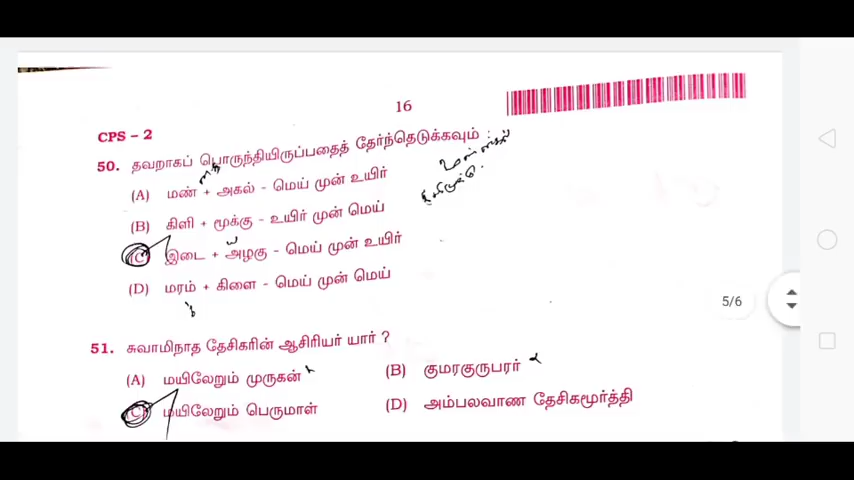 16
CPS – 2
50. தவறாகப் பொருந்தியிருப்பதைத் தேர்ந்தெடுக்கவும்
(A) மண் + அகல் - மெய் முன் உயிர்
(B) கிளி + மூக்கு - உயிர் முன் மெய்
(C) இடை + அழகு - மெய் முன் உயிர்
(D) மரம் + கிளை - மெய் முன் மெய்
5/6
51. சுவாமிநாத தேசிகரின் ஆசிரியர் யார் ?
(A) மயிலேறும் முருகன்
(B) குமரகுருபரர்
(C) மயிலேறும் பெருமாள்
(D) அம்பலவாண தேசிகமூர்த்தி